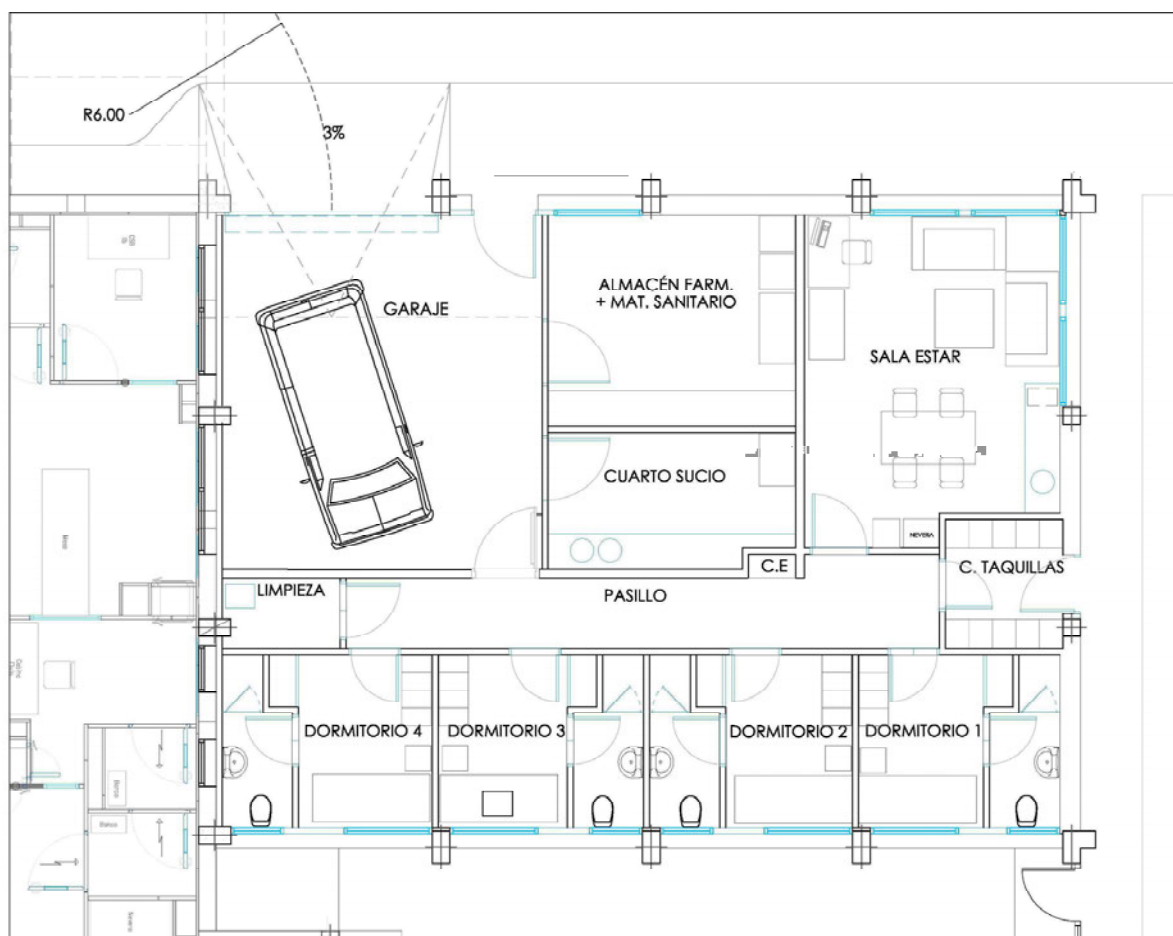 R6.00
3%
GARAJE
ALMACÉN FARM.
+ MAT. SANITARIO
SALA ESTAR
CUARTO SUCIO
NEVERA
C.E
C. TAQUILLAS
LIMPIEZA
PASILLO
DORMITORIO 4
DORMITORIO 3
DORMITORIO 2
DORMITORIO 1
Banco